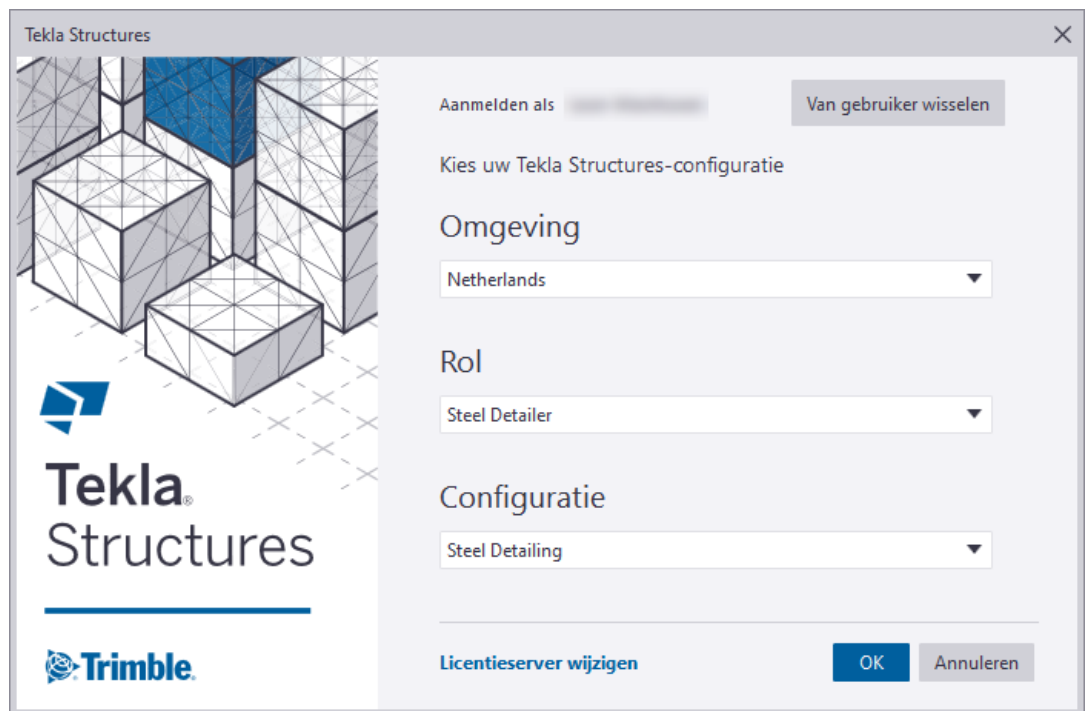 Tekla Structures
Aanmelden als
Van gebruiker wisselen
Kies uw Tekla Structures-configuratie
Omgeving
Netherlands
Rol
Steel Detailer
Configuratie
Steel Detailing
Licentieserver wijzigen
OK
Annuleren
Tekla®
Structures
Trimble.